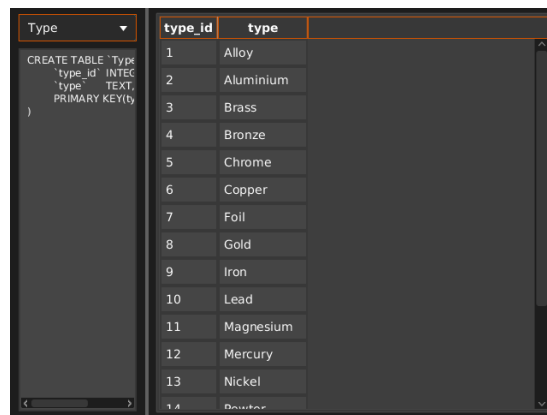 Type
CREATE TABLE `Type
`type_id` INTEG
`type` TEXT,
PRIMARY KEY(ty
)
type_id type
1 Alloy
2 Aluminium
3 Brass
4 Bronze
5 Chrome
6 Copper
7 Foil
8 Gold
9 Iron
10 Lead
11 Magnesium
12 Mercury
13 Nickel
14 Pewter